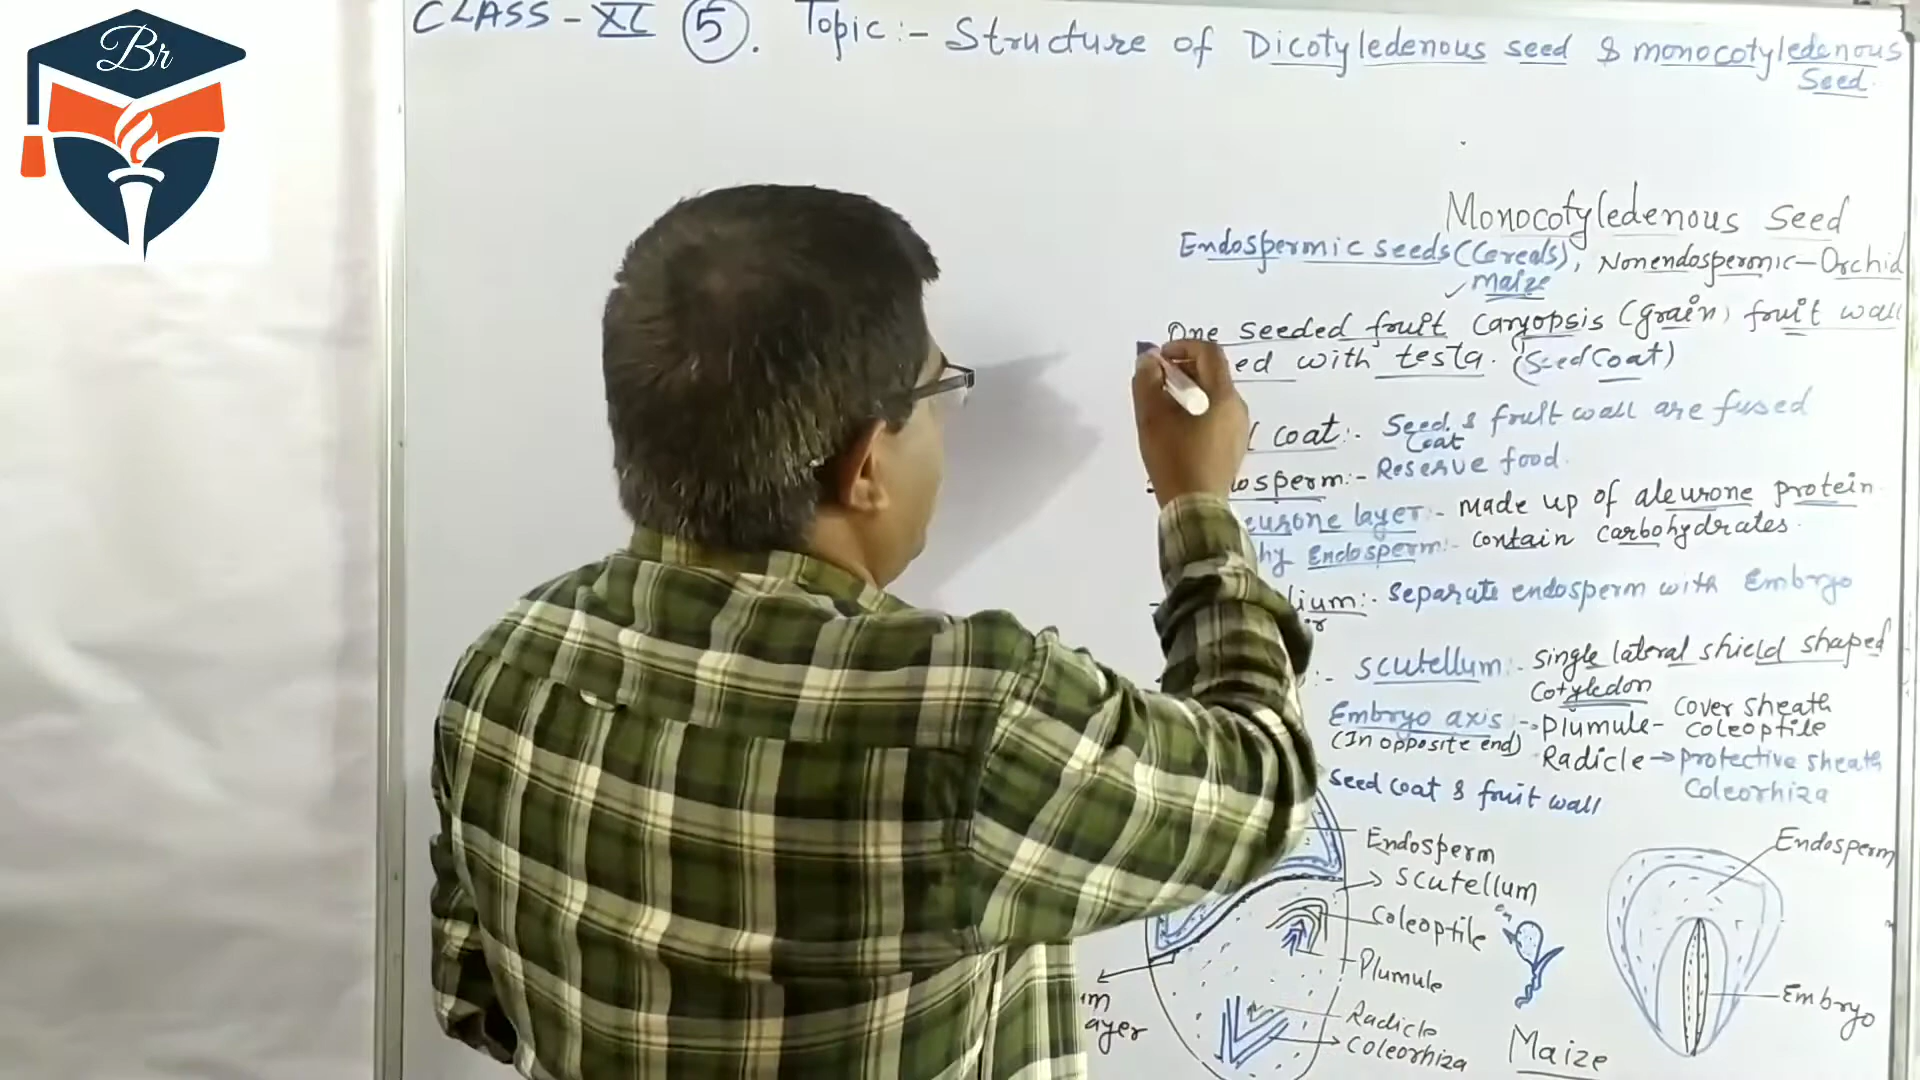 Br
CLASS - XI (5). Topic :- Structure of Dicotyledenous seed & monocotyledenous
Seed.
Monocotyledenous Seed
Endospermic seeds (Cereals), Nonendospermic - Orchid
✓ Maize
One seeded fruit Caryopsis (grain) fruit wall
ed with testa. (Seed Coat)
coat :- Seed & fruit wall are fused
Coat
osperm :- Reserve food.
eurone layer :- made up of aleurone protein.
hy Endosperm :- contain carbohydrates.
lium :- separate endosperm with Embryo
er
:- Scutellum :- single lateral shield shaped
Cotyledon
Embryo axis :- Plumule - Cover sheath
coleoptile
(In opposite end) Radicle → protective sheath
Coleorhiza
Seed coat & fruit wall
Endosperm
→ Scutellum
Coleoptile
Plumule
Radicle
Coleorhiza
m
ayer
en
Maize
Endosperm
Embryo